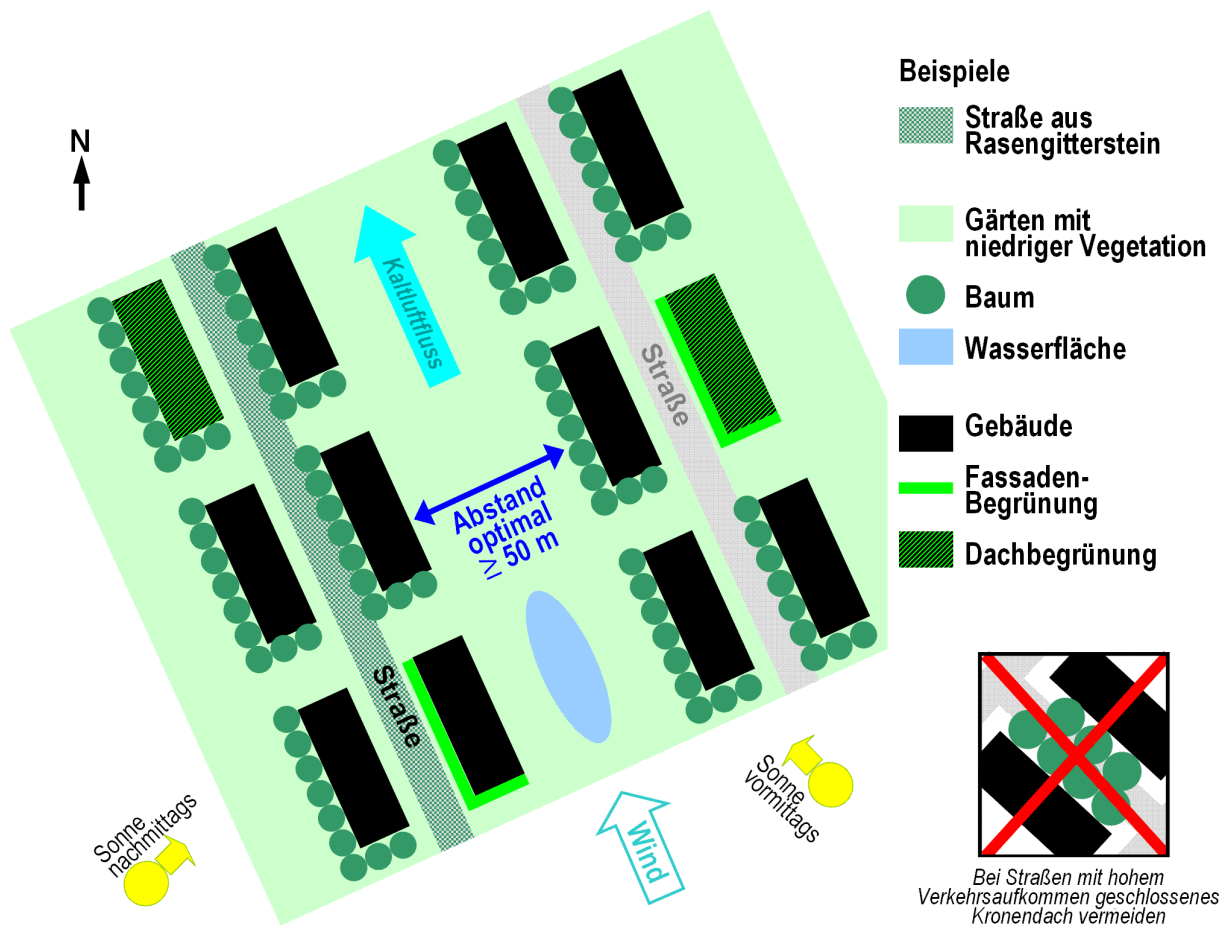 N
Kaltluftfluss
Straße
Abstand
optimal
≥ 50 m
Straße
Sonne
nachmittags
Wind
Sonne
vormittags
Beispiele
Straße aus
Rasengitterstein
Gärten mit
niedriger Vegetation
Baum
Wasserfläche
Gebäude
Fassaden-
Begrünung
Dachbegrünung
Bei Straßen mit hohem
Verkehrsaufkommen geschlossenes
Kronendach vermeiden